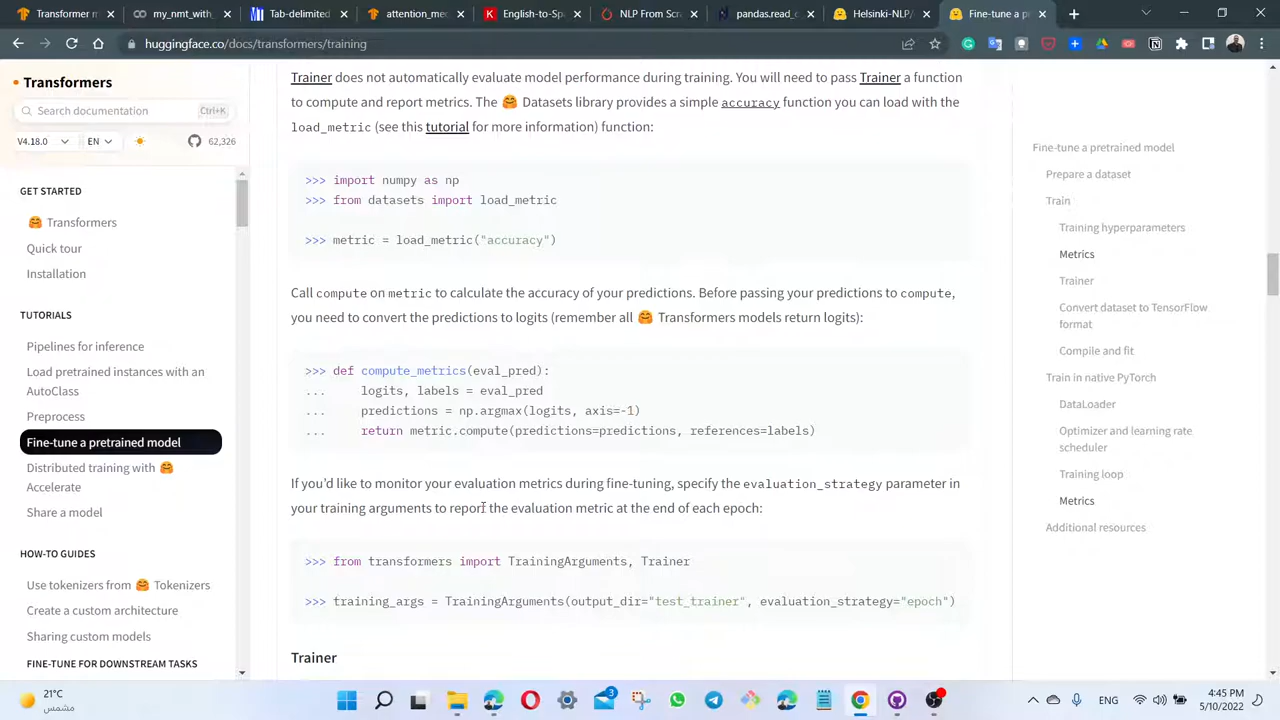 my_nmt_with_
Tab-delimited
attention_mec
English-to-Sp
NLP From Scr
pandas.read_
Helsinki-NLP/
Fine-tune a p
huggingface.co/docs/transformers/training
Transformers
Search documentation
Ctrl+K
V4.18.0
EN
62,326
GET STARTED
🤗 Transformers
Quick tour
Installation
TUTORIALS
Pipelines for inference
Load pretrained instances with an
AutoClass
Preprocess
Fine-tune a pretrained model
Distributed training with 🤗
Accelerate
Share a model
HOW-TO GUIDES
Use tokenizers from 🤗 Tokenizers
Create a custom architecture
Sharing custom models
FINE-TUNE FOR DOWNSTREAM TASKS
Trainer does not automatically evaluate model performance during training. You will need to pass Trainer a function
to compute and report metrics. The 🤗 Datasets library provides a simple accuracy function you can load with the
load_metric (see this tutorial for more information) function:
>>> import numpy as np
>>> from datasets import load_metric
>>> metric = load_metric("accuracy")
Call compute on metric to calculate the accuracy of your predictions. Before passing your predictions to compute,
you need to convert the predictions to logits (remember all 🤗 Transformers models return logits):
>>> def compute_metrics(eval_pred):
...     logits, labels = eval_pred
...     predictions = np.argmax(logits, axis=-1)
...     return metric.compute(predictions=predictions, references=labels)
If you'd like to monitor your evaluation metrics during fine-tuning, specify the evaluation_strategy parameter in
your training arguments to report the evaluation metric at the end of each epoch:
>>> from transformers import TrainingArguments, Trainer
>>> training_args = TrainingArguments(output_dir="test_trainer", evaluation_strategy="epoch")
Trainer
Fine-tune a pretrained model
Prepare a dataset
Train
Training hyperparameters
Metrics
Trainer
Convert dataset to TensorFlow
format
Compile and fit
Train in native PyTorch
DataLoader
Optimizer and learning rate
scheduler
Training loop
Metrics
Additional resources
21°C
مشمس
3
ENG
4:45 PM
5/10/2022